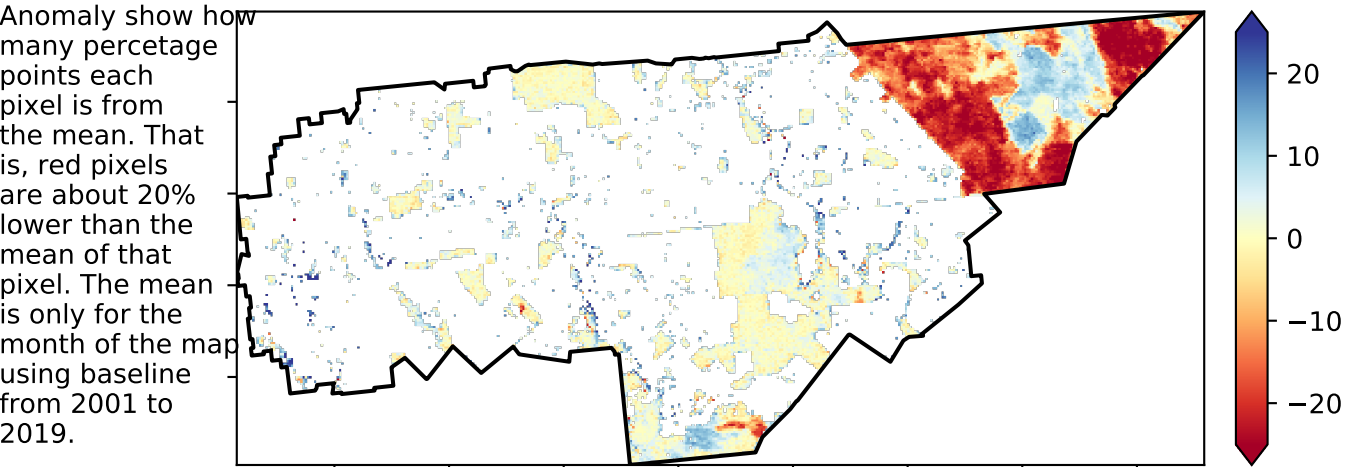 Anomaly show how
many percetage
points each
pixel is from
the mean. That
is, red pixels
are about 20%
lower than the
mean of that
pixel. The mean
is only for the
month of the map
using baseline
from 2001 to
2019.
20
10
0
−10
−20